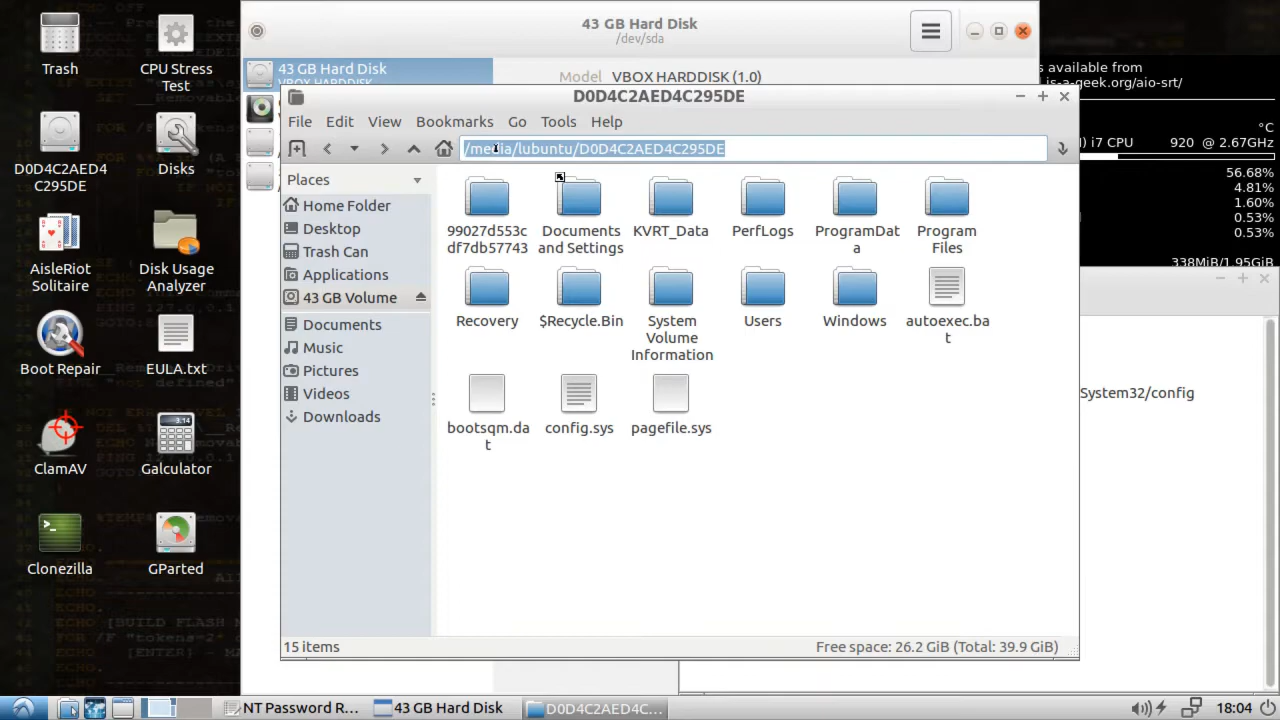 Trash
CPU Stress
Test
D0D4C2AED4
C295DE
Disks
AisleRiot
Solitaire
Disk Usage
Analyzer
Boot Repair
EULA.txt
ClamAV
Galculator
Clonezilla
GParted
43 GB Hard Disk
/dev/sda
43 GB Hard Disk
Model VBOX HARDDISK (1.0)
s available from
is-a-geek.org/aio-srt/
°C
) i7 CPU 920 @ 2.67GHz
56.68%
4.81%
1.60%
0.53%
0.53%
338MiB/1.95GiB
D0D4C2AED4C295DE
File Edit View Bookmarks Go Tools Help
/media/lubuntu/D0D4C2AED4C295DE
Places
Home Folder
Desktop
Trash Can
Applications
43 GB Volume
Documents
Music
Pictures
Videos
Downloads
99027d553c
df7db57743
Documents
and Settings
KVRT_Data
PerfLogs
ProgramDat
a
Program
Files
Recovery
$Recycle.Bin
System
Volume
Information
Users
Windows
autoexec.ba
t
bootsqm.da
t
config.sys
pagefile.sys
System32/config
15 items
Free space: 26.2 GiB (Total: 39.9 GiB)
NT Password R...
43 GB Hard Disk
D0D4C2AED4C...
18:04